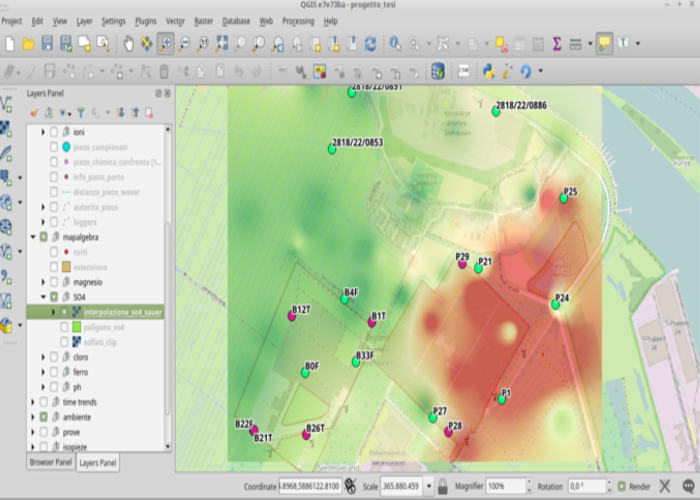 QGIS e7e73ba - progetto_tesi
Project Edit View Layer Settings Plugins Vector Raster Database Web Processing Help
Layers Panel
ioni
piezo_campionati
piezo_chimica_confronto [1...
info_piezo_porto
distanza_piezo_weser
autorita_piezo
loggers
mapalgebra
tutti
estensione
magnesio
SO4
interpolazione_so4_sauer
poligono_so4
solfati_clip
cloro
ferro
ph
time trends
ambiente
prove
isopieze
Browser Panel Layers Panel
2818/22/0851
2818/22/0886
2818/22/0853
P25
P29
P21
B4F
P24
B12T
B1T
B33F
B0F
P1
P27
B22F
B26T
P28
B21T
Coordinate 8968,5886122.8100 Scale 365.880.459 Magnifier 100% Rotation 0,0 ° Render